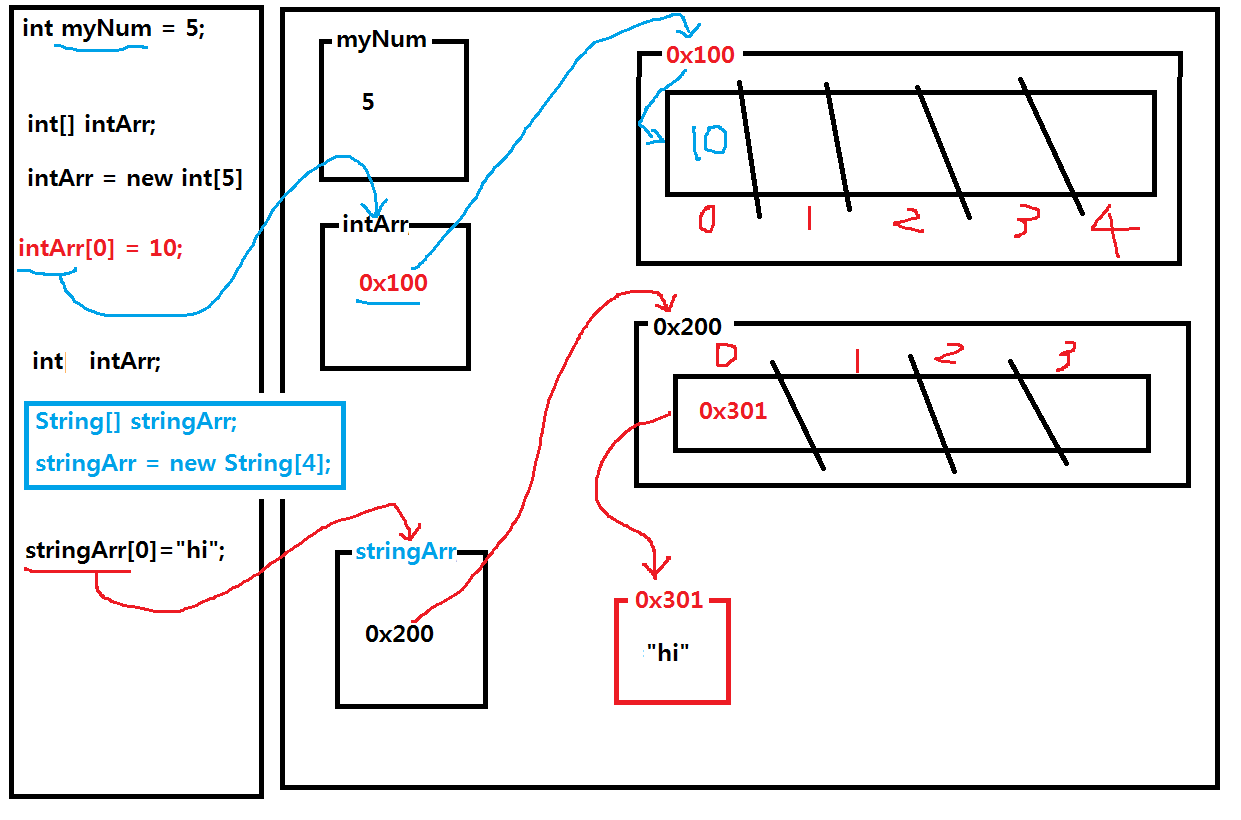 int myNum = 5;
int[] intArr;
intArr = new int[5]
intArr[0] = 10;
int intArr;
String[] stringArr;
stringArr = new String[4];
stringArr[0]="hi";
myNum
5
intArr
0x100
stringArr
0x200
0x100
10
0 1 2 3 4
0x200
0 1 2 3
0x301
0x301
"hi"